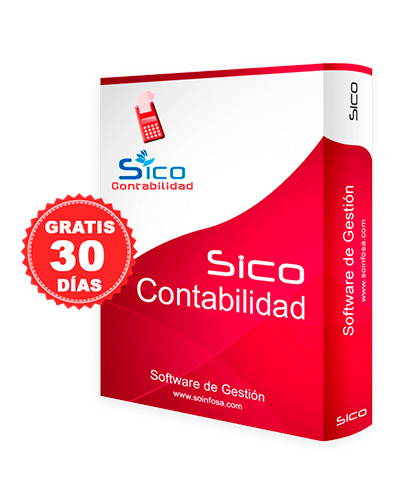 Sico
Contabilidad
GRATIS
30
DÍAS
SICO
Contabilidad
Software de Gestión
www.soinfosa.com
SICO
Software de Gestión
www.soinfosa.com
SICO